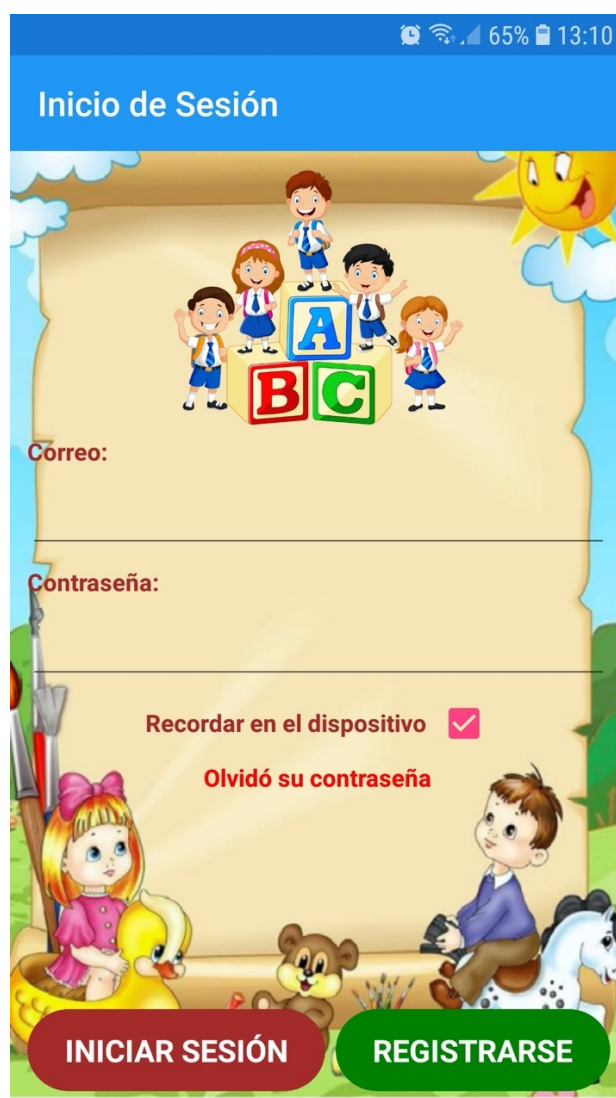 65% 13:10
Inicio de Sesión
A
B C
Correo:
Contraseña:
Recordar en el dispositivo
Olvidó su contraseña
INICIAR SESIÓN REGISTRARSE